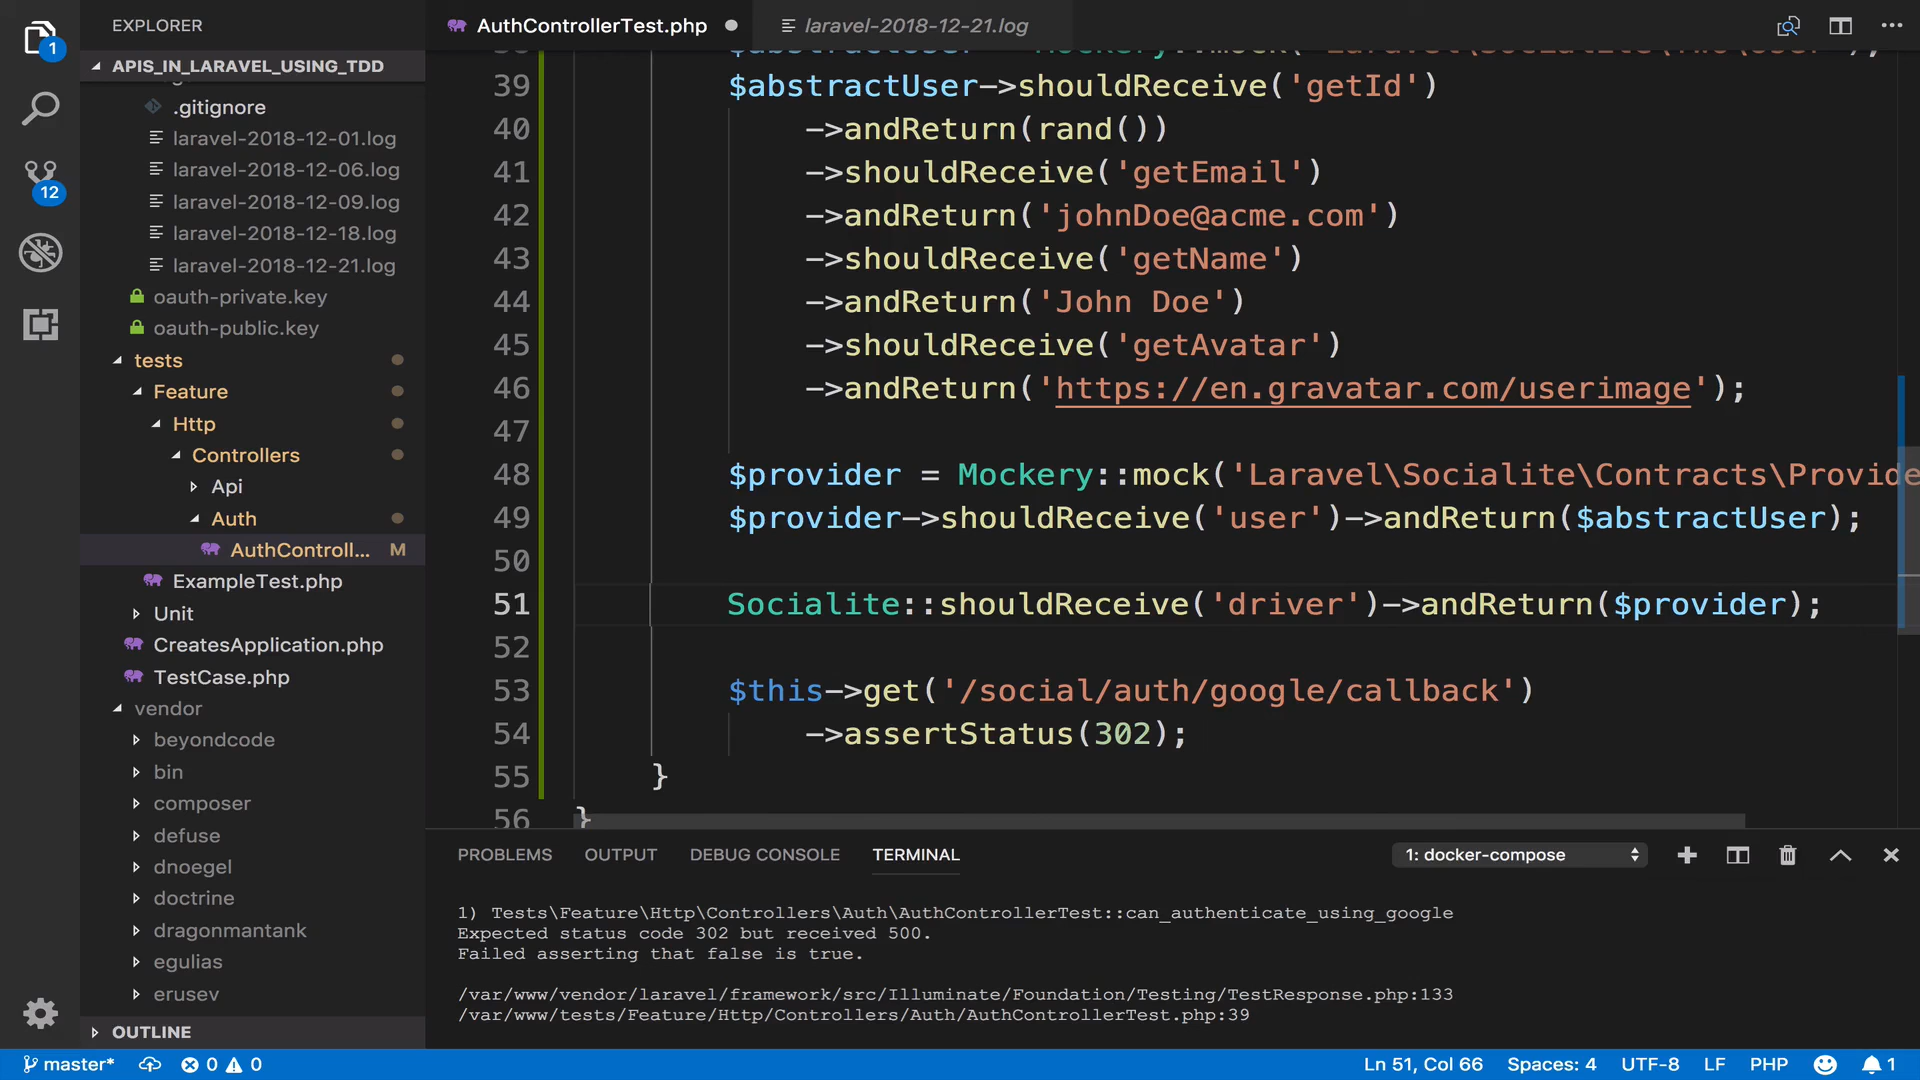 EXPLORER
1
APIS_IN_LARAVEL_USING_TDD
.gitignore
laravel-2018-12-01.log
laravel-2018-12-06.log
laravel-2018-12-09.log
12
laravel-2018-12-18.log
laravel-2018-12-21.log
oauth-private.key
oauth-public.key
tests
Feature
Http
Controllers
Api
Auth
AuthControll... M
ExampleTest.php
Unit
CreatesApplication.php
TestCase.php
vendor
beyondcode
bin
composer
defuse
dnoegel
doctrine
dragonmantank
egulias
erusev
OUTLINE
AuthControllerTest.php
laravel-2018-12-21.log
39 $abstractUser->shouldReceive('getId')
40 ->andReturn(rand())
41 ->shouldReceive('getEmail')
42 ->andReturn('johnDoe@acme.com')
43 ->shouldReceive('getName')
44 ->andReturn('John Doe')
45 ->shouldReceive('getAvatar')
46 ->andReturn('https://en.gravatar.com/userimage');
47
48 $provider = Mockery::mock('Laravel\Socialite\Contracts\Provide
49 $provider->shouldReceive('user')->andReturn($abstractUser);
50
51 Socialite::shouldReceive('driver')->andReturn($provider);
52
53 $this->get('/social/auth/google/callback')
54 ->assertStatus(302);
55 }
56 }
PROBLEMS OUTPUT DEBUG CONSOLE TERMINAL 1: docker-compose
1) Tests\Feature\Http\Controllers\Auth\AuthControllerTest::can_authenticate_using_google
Expected status code 302 but received 500.
Failed asserting that false is true.
/var/www/vendor/laravel/framework/src/Illuminate/Foundation/Testing/TestResponse.php:133
/var/www/tests/Feature/Http/Controllers/Auth/AuthControllerTest.php:39
master* 0 0 Ln 51, Col 66 Spaces: 4 UTF-8 LF PHP 1